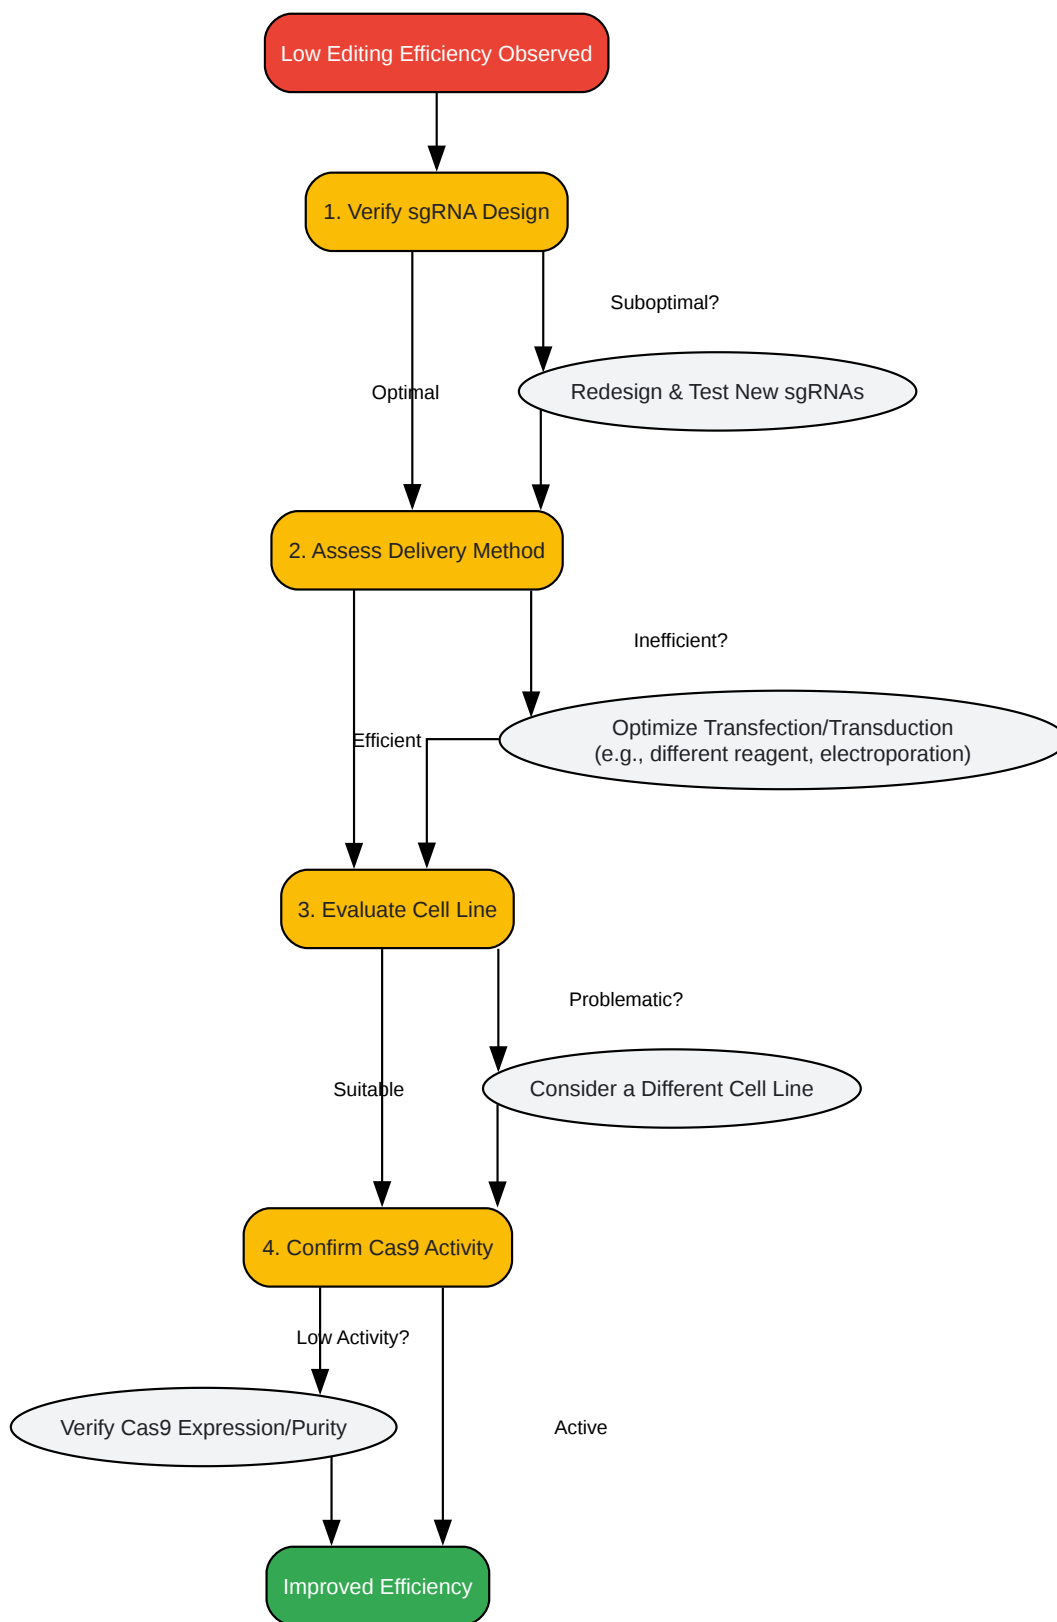 Low Editing Efficiency Observed
1. Verify sgRNA Design
Suboptimal?
Optimal
Redesign & Test New sgRNAs
2. Assess Delivery Method
Inefficient?
Efficient
Optimize Transfection/Transduction
(e.g., different reagent, electroporation)
3. Evaluate Cell Line
Problematic?
Suitable
Consider a Different Cell Line
4. Confirm Cas9 Activity
Low Activity?
Verify Cas9 Expression/Purity
Active
Improved Efficiency